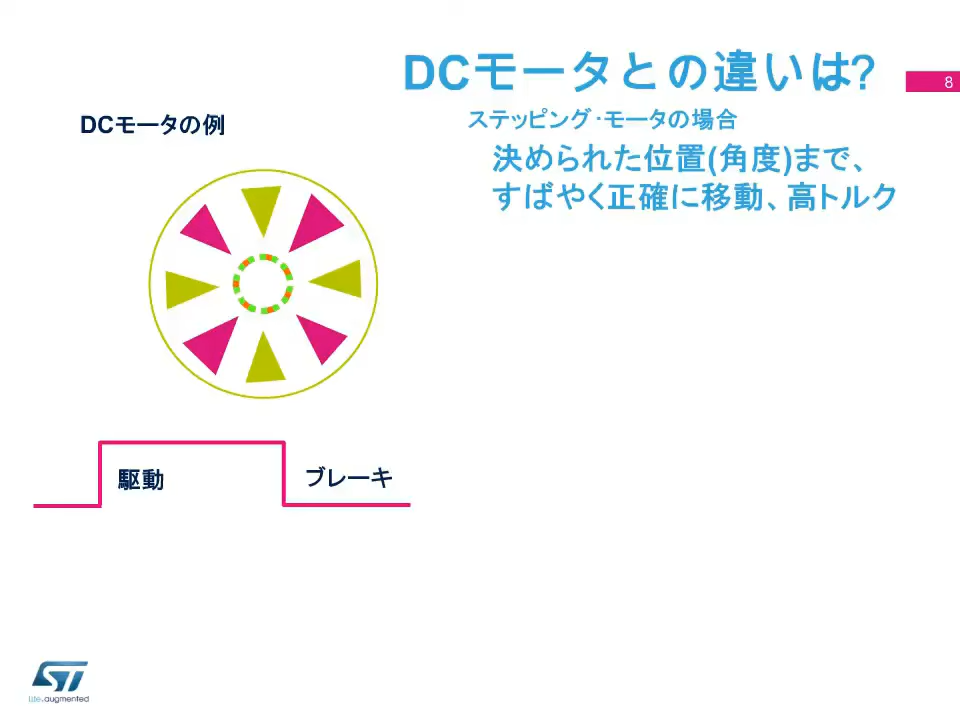 DCモータとの違いは?
8
DCモータの例
ステッピング・モータの場合
決められた位置(角度)まで、
すばやく正確に移動、高トルク
駆動
ブレーキ
ST
life.augmented